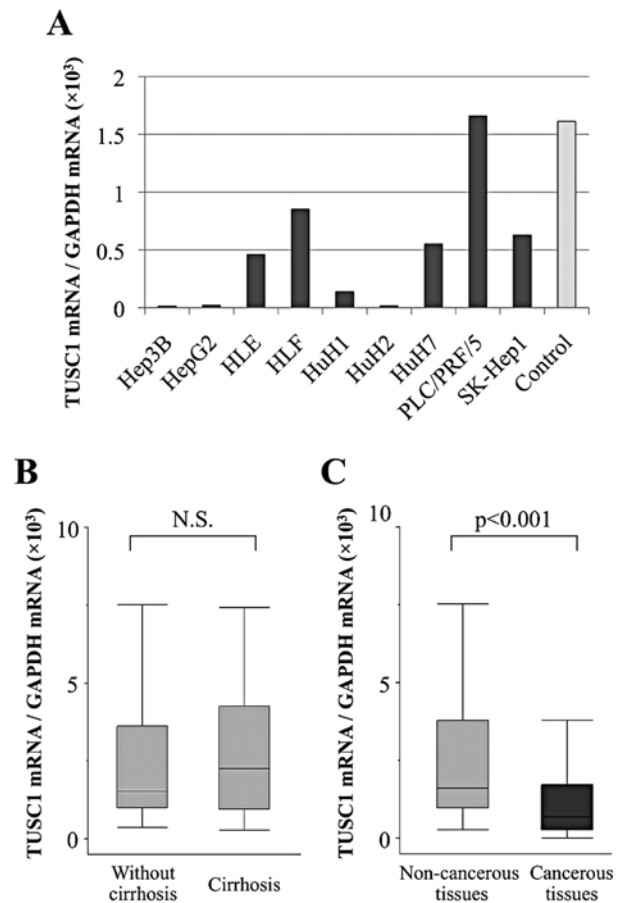 A
TUSC1 mRNA / GAPDH mRNA (×10³)
2
1.5
1
0.5
0
Hep3B
HepG2
HLE
HLF
HuH1
HuH2
HuH7
PLC/PRF/5
SK-Hep1
Control
B
TUSC1 mRNA / GAPDH mRNA (×10³)
10
5
0
N.S.
Without
cirrhosis
Cirrhosis
C
TUSC1 mRNA / GAPDH mRNA (×10³)
10
5
0
p<0.001
Non-cancerous
tissues
Cancerous
tissues